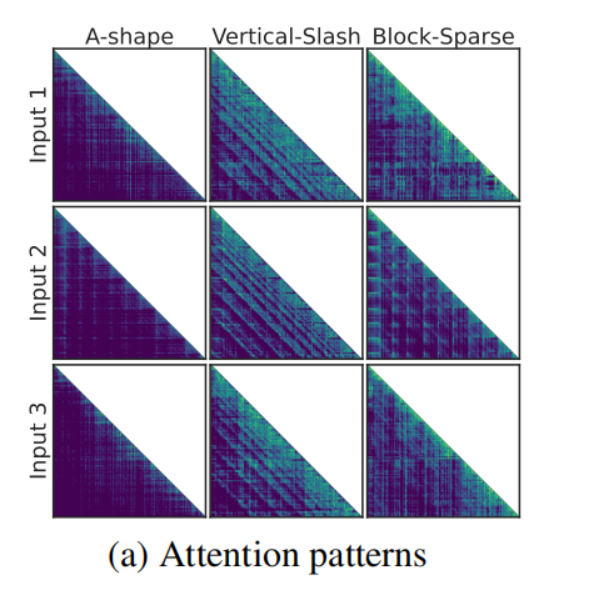 A-shape Vertical-Slash Block-Sparse
Input 1
Input 2
Input 3
(a) Attention patterns